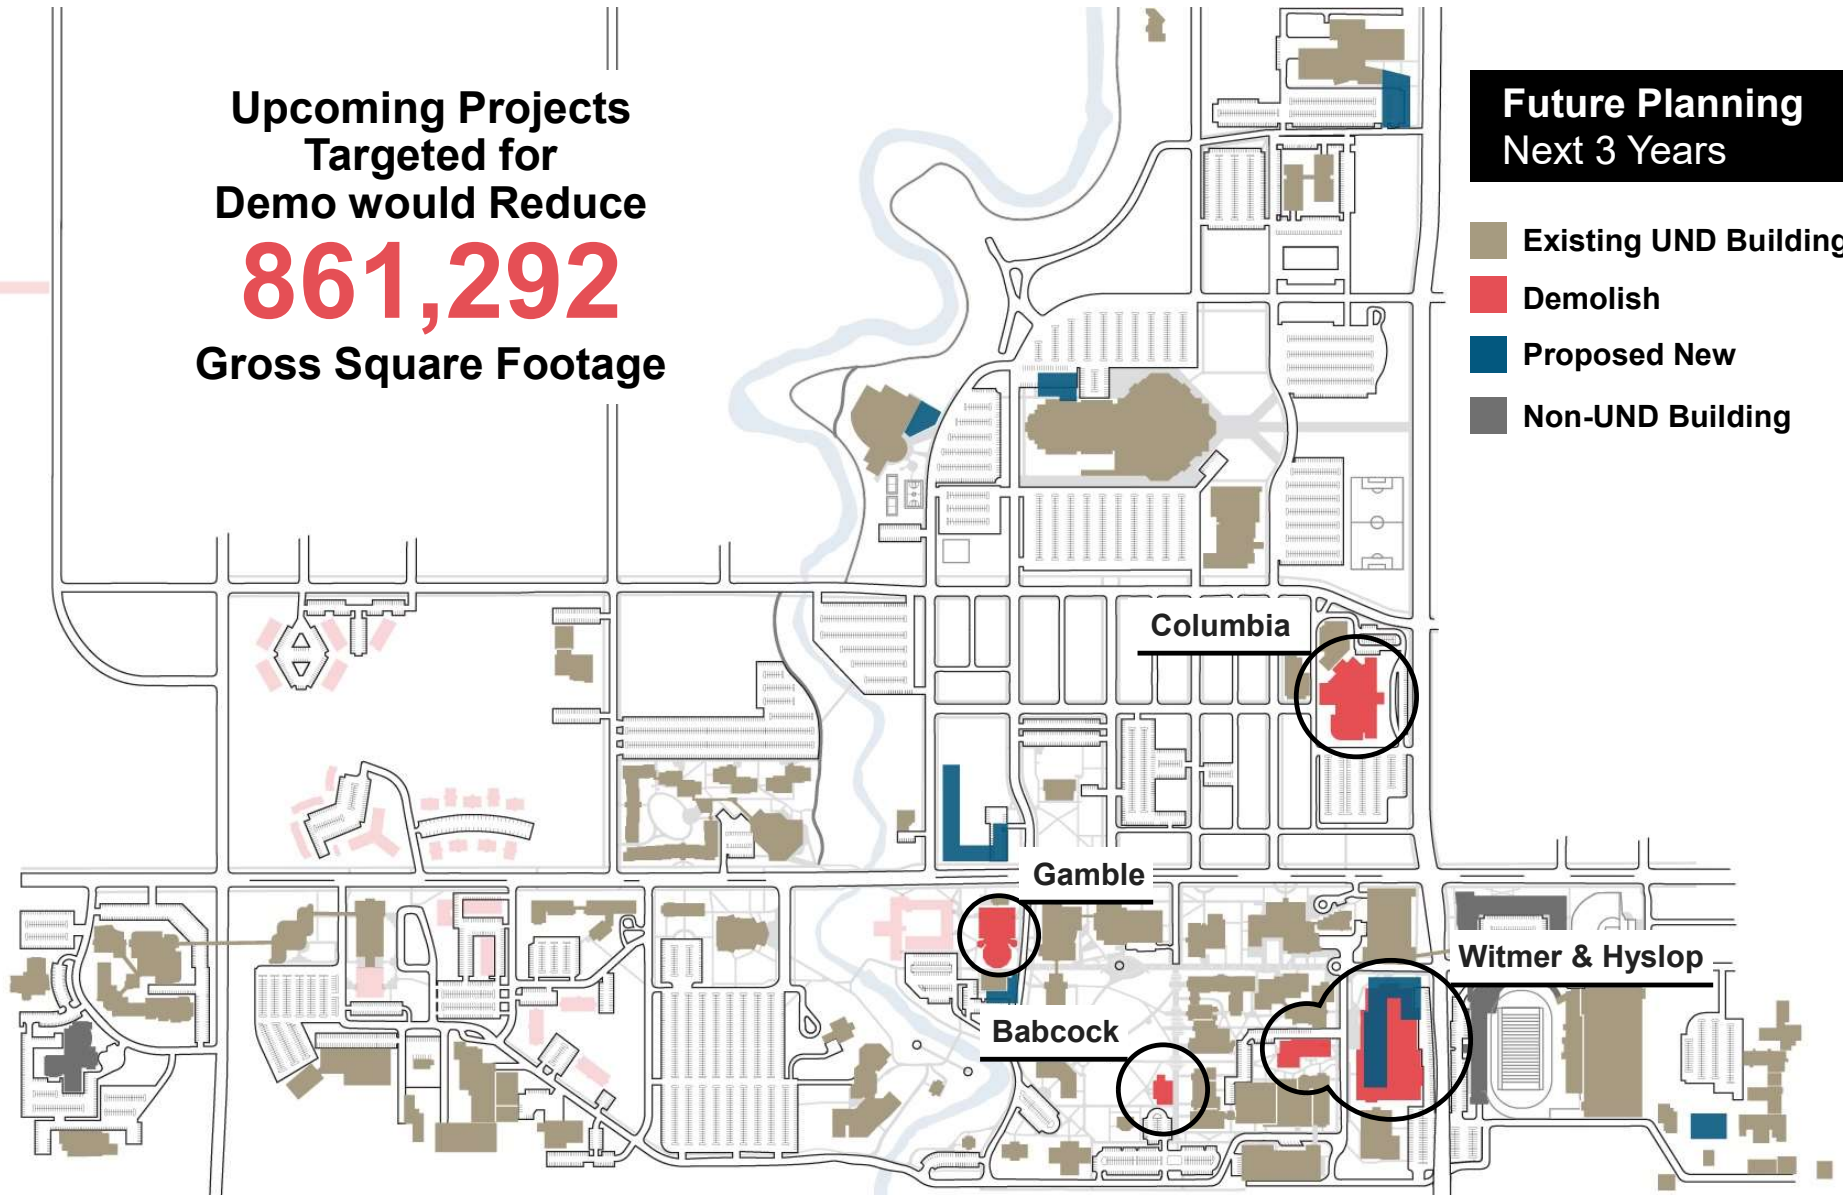 Upcoming Projects
Targeted for
Demo would Reduce
861,292
Gross Square Footage
Future Planning
Next 3 Years
Existing UND Building
Demolish
Proposed New
Non-UND Building
Columbia
Gamble
Witmer & Hyslop
Babcock